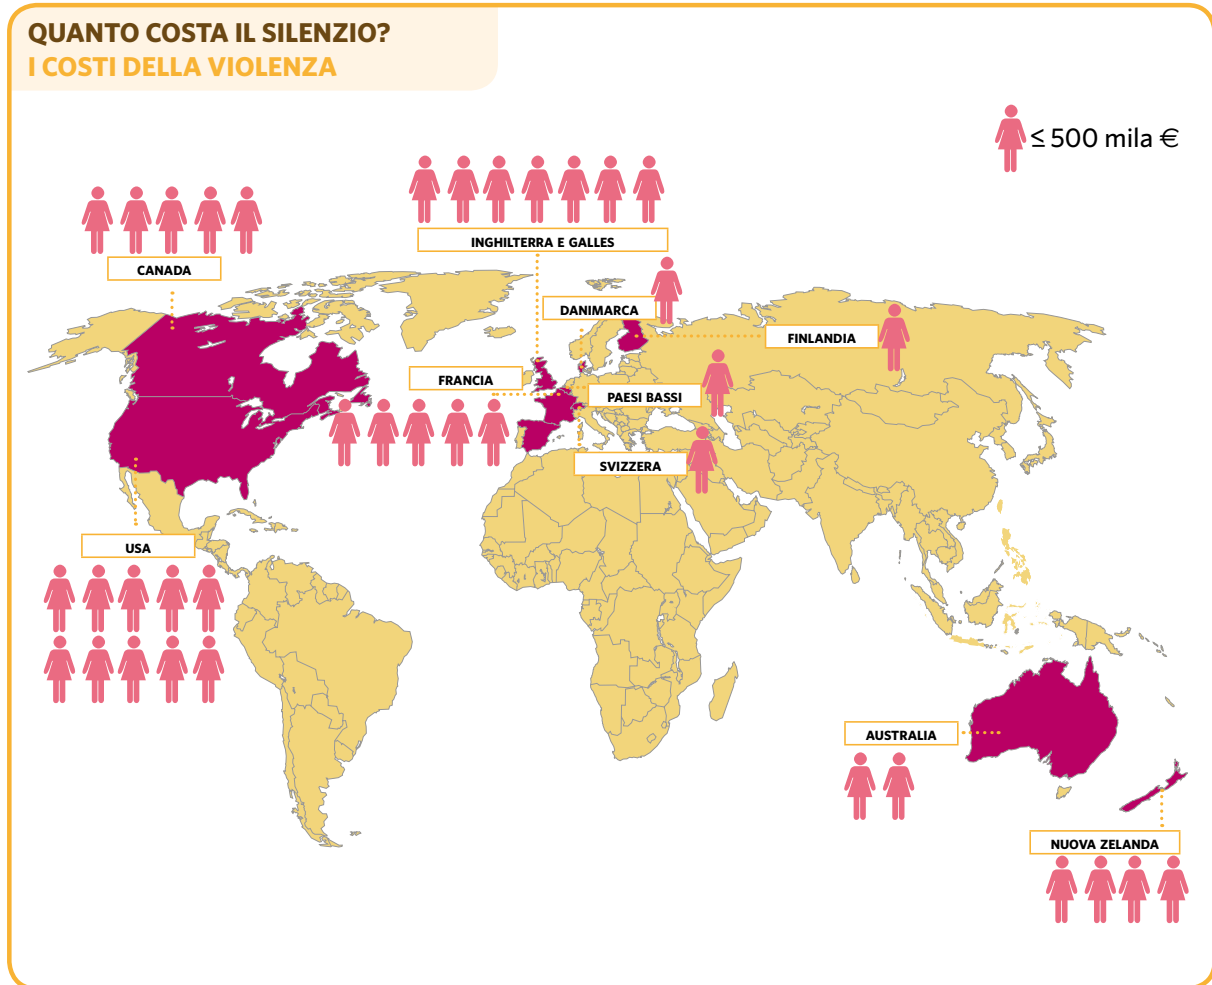 QUANTO COSTA IL SILENZIO?
I COSTI DELLA VIOLENZA
≤ 500 mila €
INGHILTERRA E GALLES
CANADA
DANIMARCA
FINLANDIA
FRANCIA
PAESI BASSI
SVIZZERA
USA
AUSTRALIA
NUOVA ZELANDA